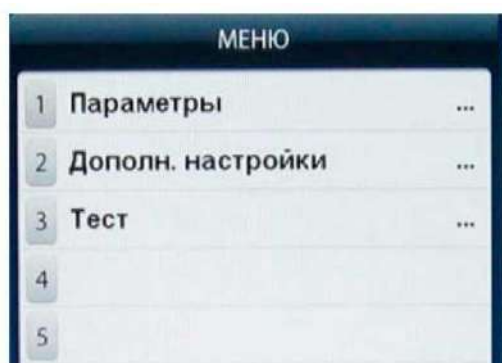 МЕНЮ
1 Параметры ...
2 Дополн. настройки ...
3 Тест ...
4
5